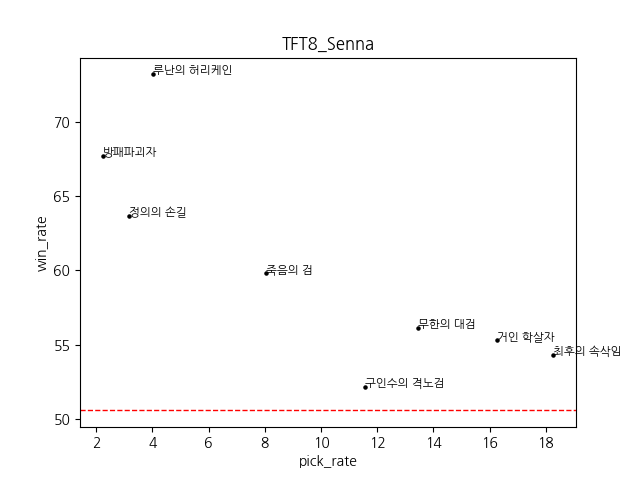 TFT8_Senna
루난의 허리케인
70
방패파괴자
65
정의의 손길
win_rate
60
죽음의 검
무한의 대검
거인 학살자
55
최후의 속삭임
구인수의 격노검
50
2 4 6 8 10 12 14 16 18
pick_rate